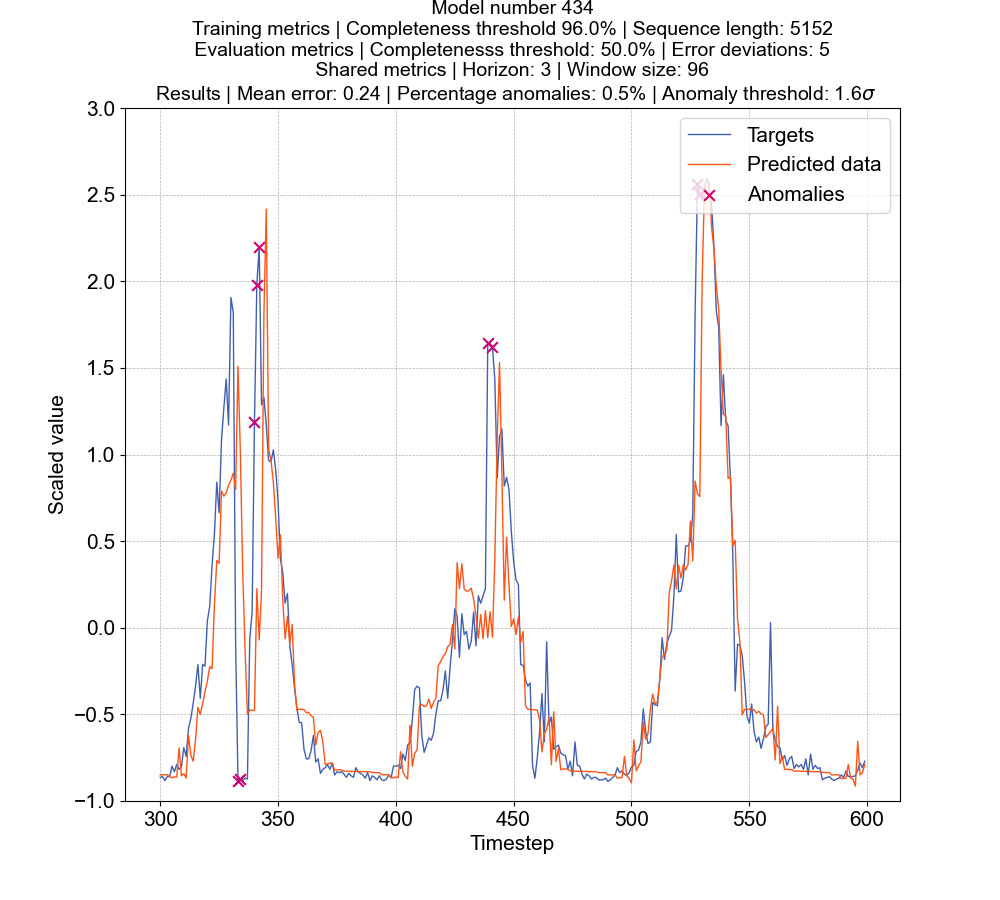 Model number 434
Training metrics | Completeness threshold 96.0% | Sequence length: 5152
Evaluation metrics | Completenesss threshold: 50.0% | Error deviations: 5
Shared metrics | Horizon: 3 | Window size: 96
Results | Mean error: 0.24 | Percentage anomalies: 0.5% | Anomaly threshold: 1.6σ
Targets
Predicted data
Anomalies
3.0
2.5
2.0
1.5
1.0
0.5
0.0
−0.5
−1.0
Scaled value
300
350
400
450
500
550
600
Timestep